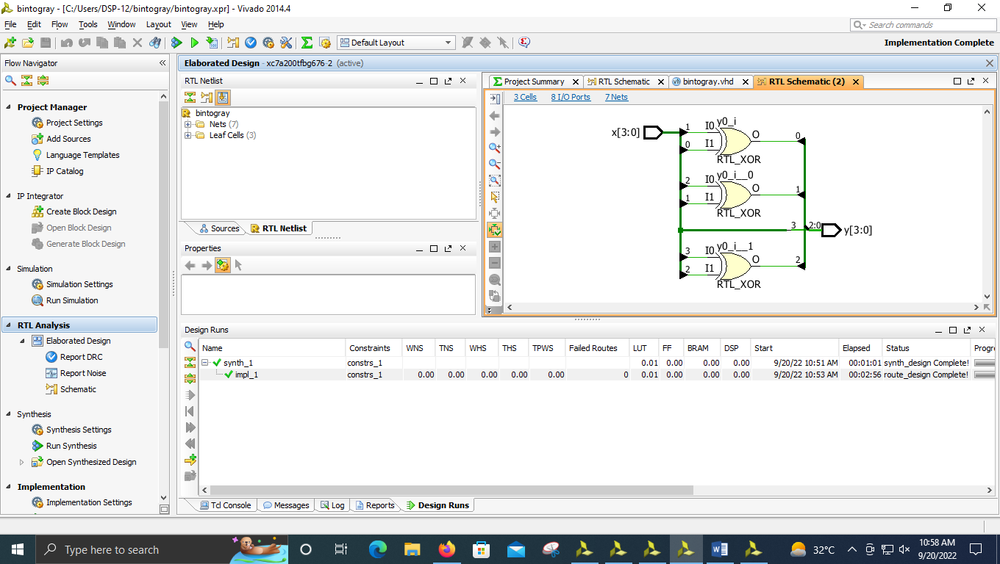 bintogray - [C:/Users/DSP-12/bintogray/bintogray.xpr] - Vivado 2014.4
File Edit Flow Tools Window Layout View Help
Search commands
Default Layout
Implementation Complete
Flow Navigator
Project Manager
Project Settings
Add Sources
Language Templates
IP Catalog
IP Integrator
Create Block Design
Open Block Design
Generate Block Design
Simulation
Simulation Settings
Run Simulation
RTL Analysis
Elaborated Design
Report DRC
Report Noise
Schematic
Synthesis
Synthesis Settings
Run Synthesis
Open Synthesized Design
Implementation
Implementation Settings
Elaborated Design - xc7a200tfbg676-2 (active)
RTL Netlist
bintogray
Nets (7)
Leaf Cells (3)
Sources RTL Netlist
Properties
Project Summary RTL Schematic bintogray.vhd RTL Schematic (2)
3 Cells 8 I/O Ports 7 Nets
x[3:0]
1 I0 y0_i O 0
0 I1
RTL_XOR
2 I0 y0_i__0 O 1
1 I1
RTL_XOR
3 2:0 y[3:0]
3 I0 y0_i__1 O 2
2 I1
RTL_XOR
Design Runs
Name Constraints WNS TNS WHS THS TPWS Failed Routes LUT FF BRAM DSP Start Elapsed Status Progre
synth_1 constrs_1 0.01 0.00 0.00 0.00 9/20/22 10:51 AM 00:01:01 synth_design Complete!
impl_1 constrs_1 0.00 0.00 0.00 0.00 0.00 0 0.01 0.00 0.00 0.00 9/20/22 10:53 AM 00:02:56 route_design Complete!
Tcl Console Messages Log Reports Design Runs
Type here to search
32°C
10:58 AM
9/20/2022